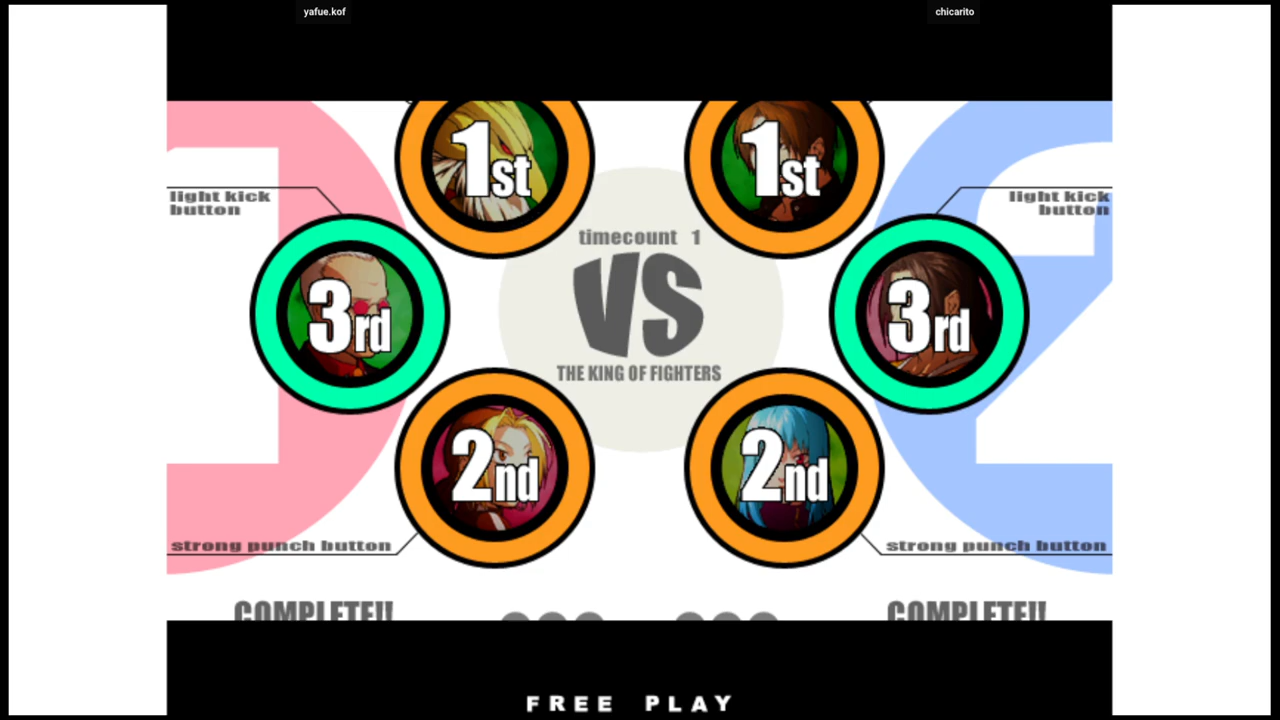 yafue.kof
chicarito
1st
1st
light kick
button
light kick
button
timecount 1
3rd
VS
3rd
THE KING OF FIGHTERS
2nd
2nd
strong punch button
strong punch button
COMPLETE!!
COMPLETE!!
FREE PLAY